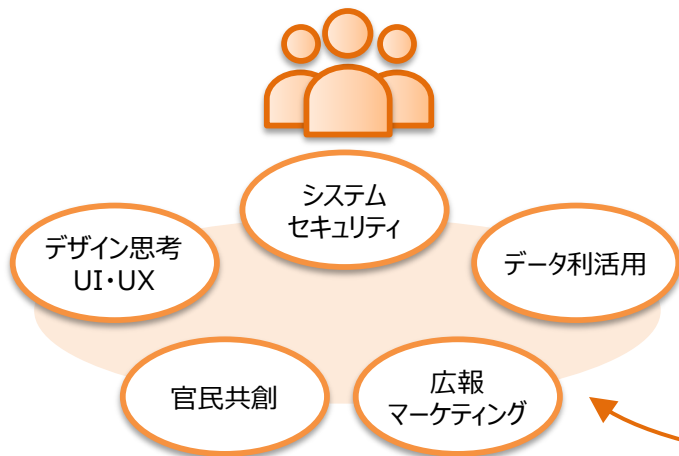 システム
セキュリティ
デザイン思考
UI・UX
データ利活用
官民共創
広報
マーケティング